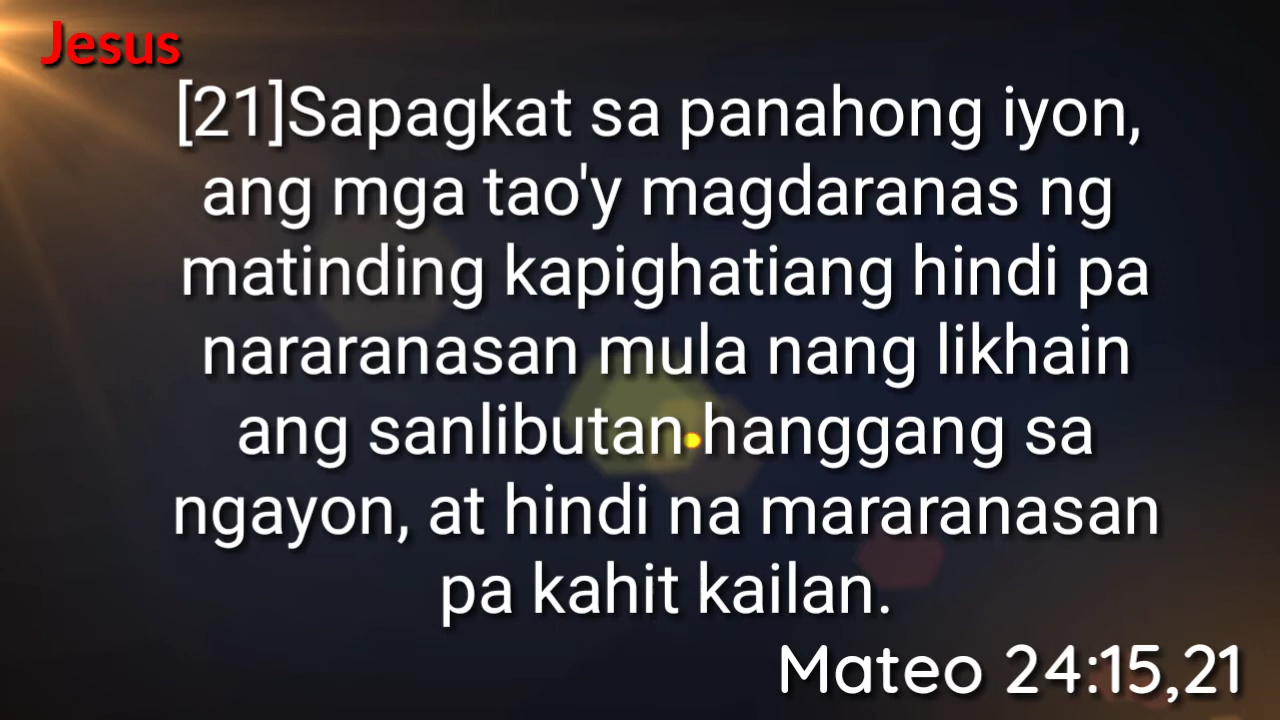 Jesus
[21]Sapagkat sa panahong iyon,
ang mga tao'y magdaranas ng
matinding kapighatiang hindi pa
nararanasan mula nang likhain
ang sanlibutan hanggang sa
ngayon, at hindi na mararanasan
pa kahit kailan.
Mateo 24:15,21